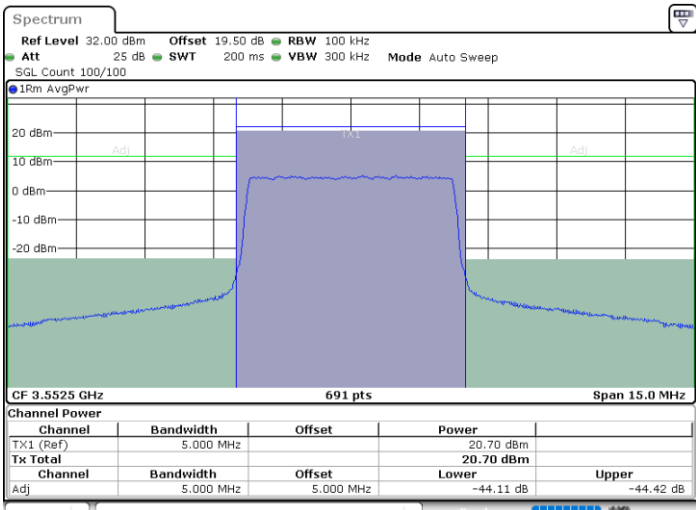 Spectrum
Ref Level 32.00 dBm Offset 19.50 dB RBW 100 kHz
Att 25 dB SWT 200 ms VBW 300 kHz Mode Auto Sweep
SGL Count 100/100
1Rm AvgPwr
TX1
20 dBm
Adj Adj
10 dBm
0 dBm
-10 dBm
-20 dBm
CF 3.5525 GHz 691 pts Span 15.0 MHz
Channel Power
Channel Bandwidth Offset Power
TX1 (Ref) 5.000 MHz 20.70 dBm
Tx Total 20.70 dBm
Channel Bandwidth Offset Lower Upper
Adj 5.000 MHz 5.000 MHz -44.11 dB -44.42 dB